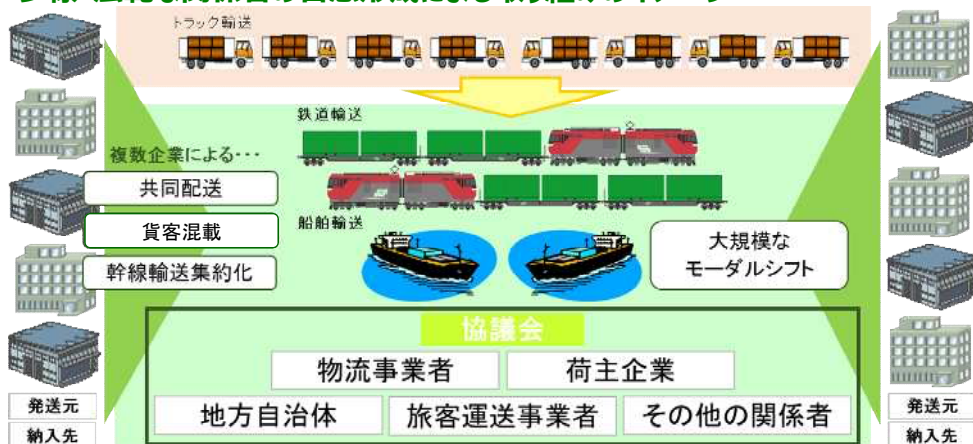 トラック輸送
鉄道輸送
複数企業による・・・
共同配送
貨客混載
幹線輸送集約化
船舶輸送
大規模な
モーダルシフト
協議会
物流事業者
荷主企業
地方自治体
旅客運送事業者
その他の関係者
発送元
納入先
発送元
納入先